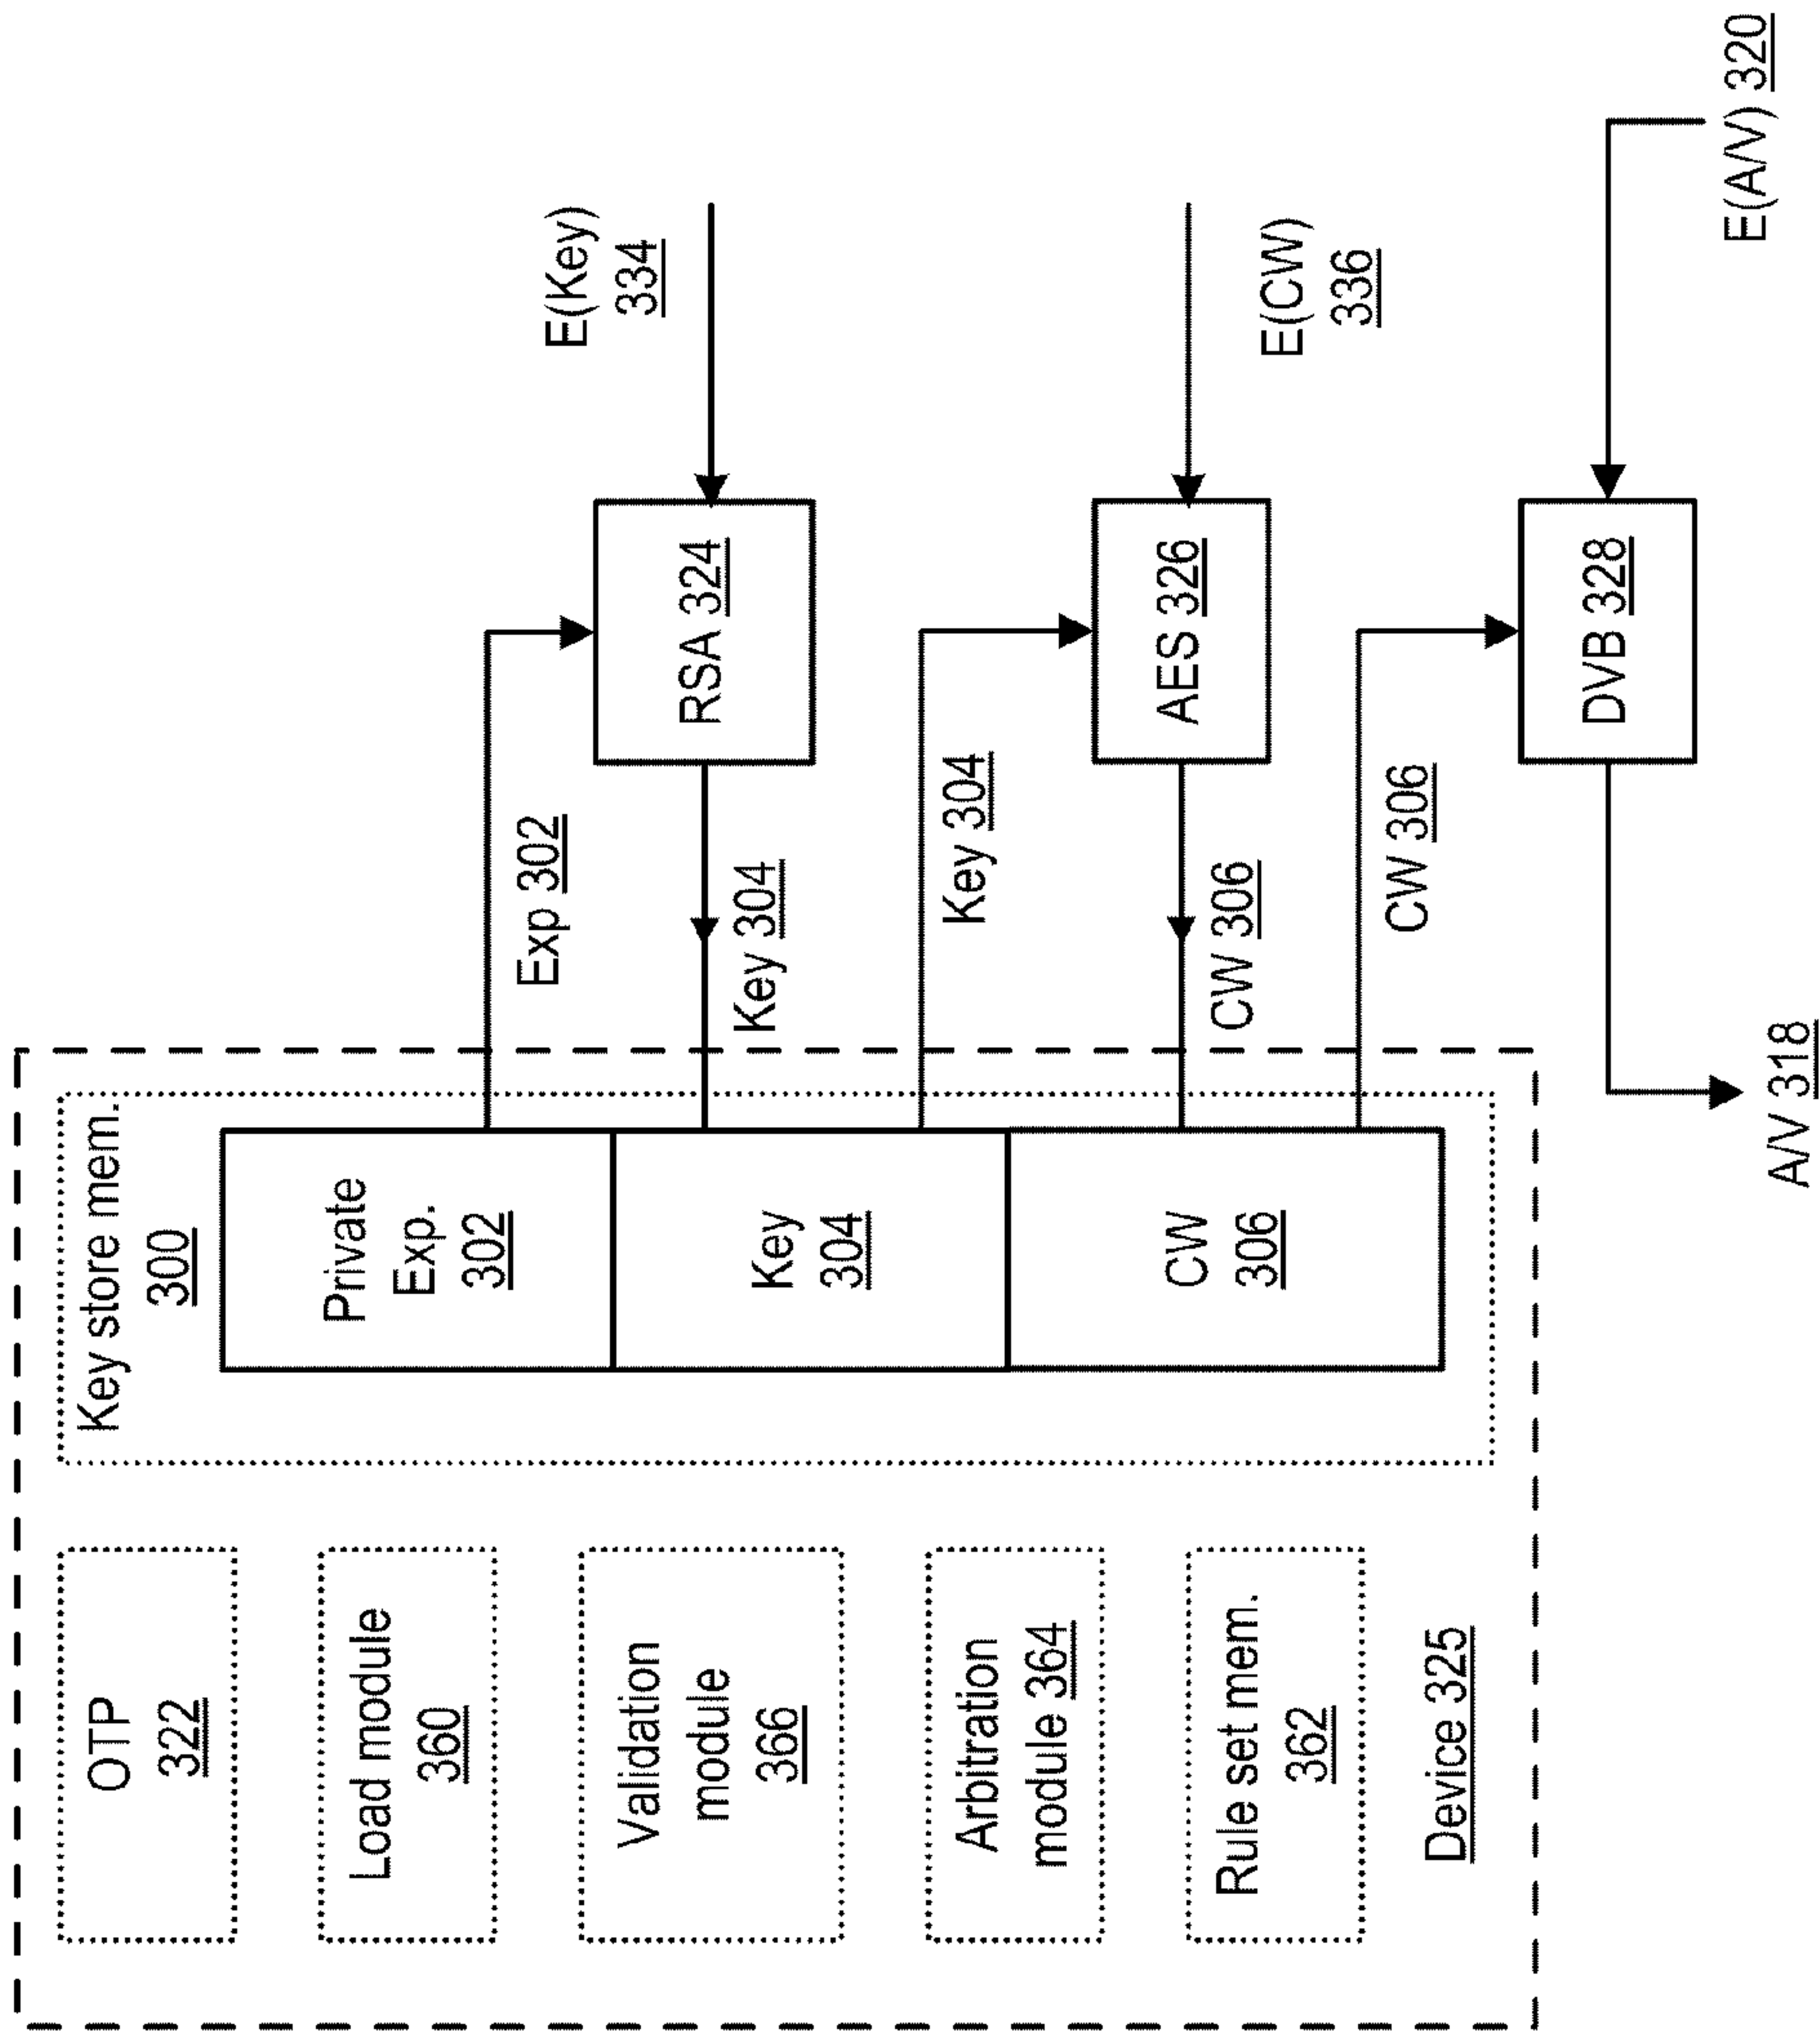 OTP
322
Load module
360
Validation
module
366
Arbitration
module 364
Rule set mem.
362
Device 325
Key store mem.
300
Private
Exp.
302
Key
304
CW
306
Exp 302
Key 304
Key 304
CW 306
CW 306
RSA 324
AES 326
DVB 328
E(Key)
334
E(CW)
336
E(A/V) 320
A/V 318